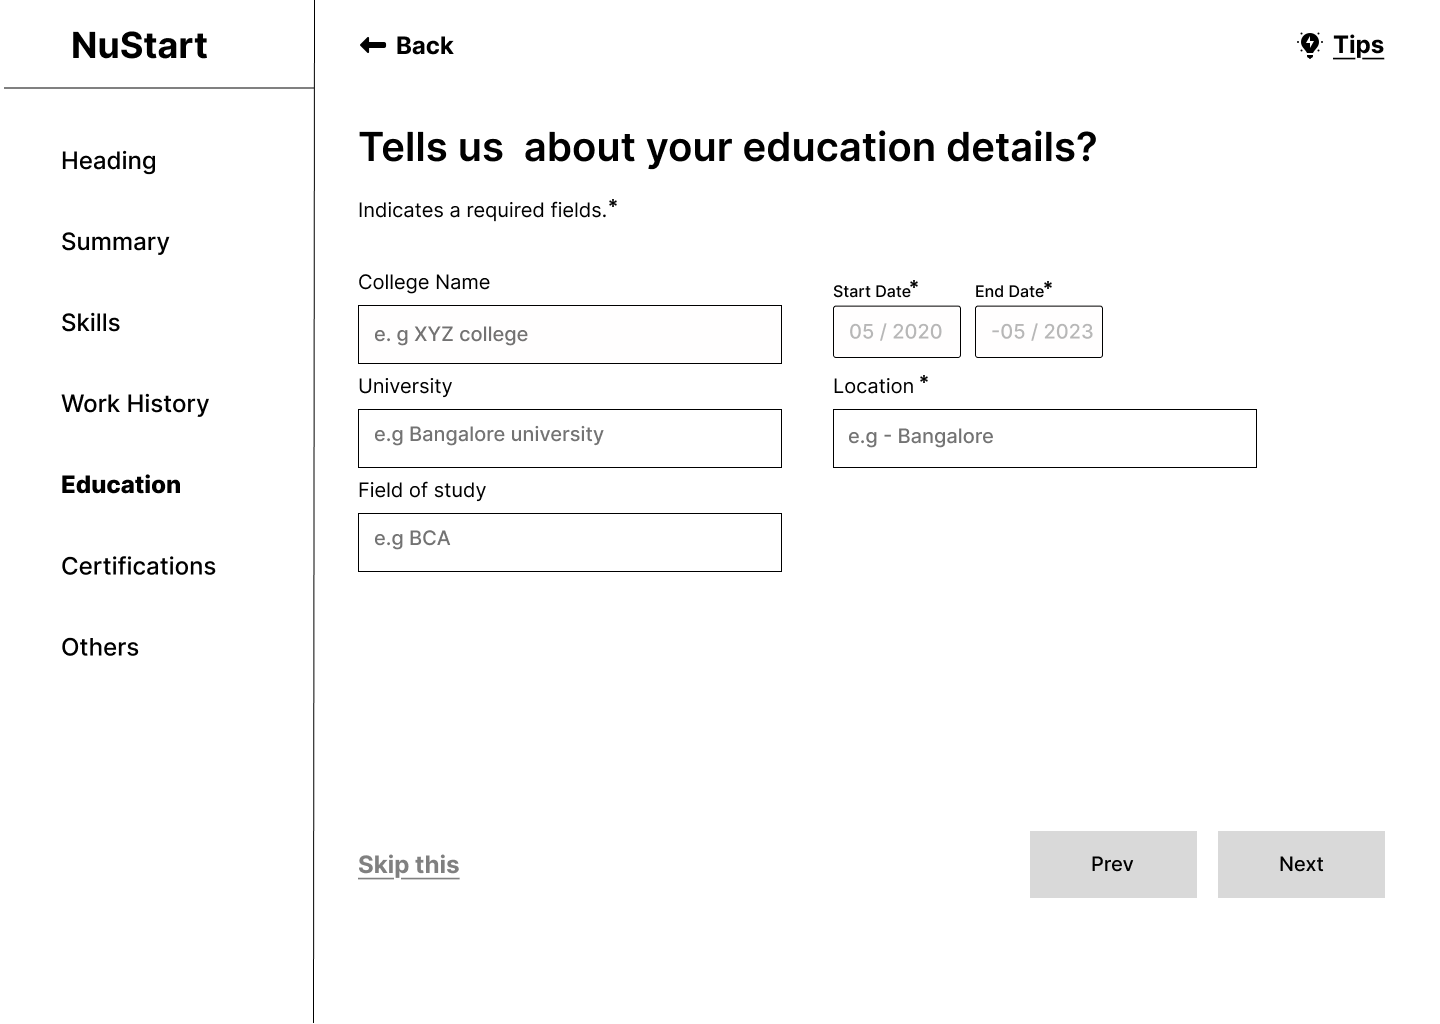 NuStart
Back
Tips
Heading
Summary
Skills
Work History
Education
Certifications
Others
Tells us  about your education details?
Indicates a required fields.*
College Name
e. g XYZ college
Start Date*
End Date*
05 / 2020
-05 / 2023
University
e.g Bangalore university
Location *
e.g - Bangalore
Field of study
e.g BCA
Skip this
Prev
Next